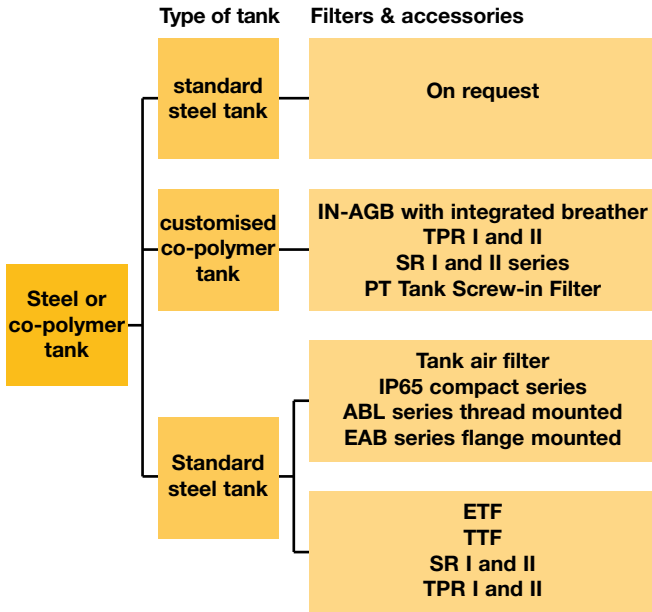 Type of tank
Filters & accessories
standard
steel tank
On request
customised
co-polymer
tank
IN-AGB with integrated breather
TPR I and II
SR I and II series
PT Tank Screw-in Filter
Steel or
co-polymer
tank
Tank air filter
IP65 compact series
ABL series thread mounted
EAB series flange mounted
Standard
steel tank
ETF
TTF
SR I and II
TPR I and II